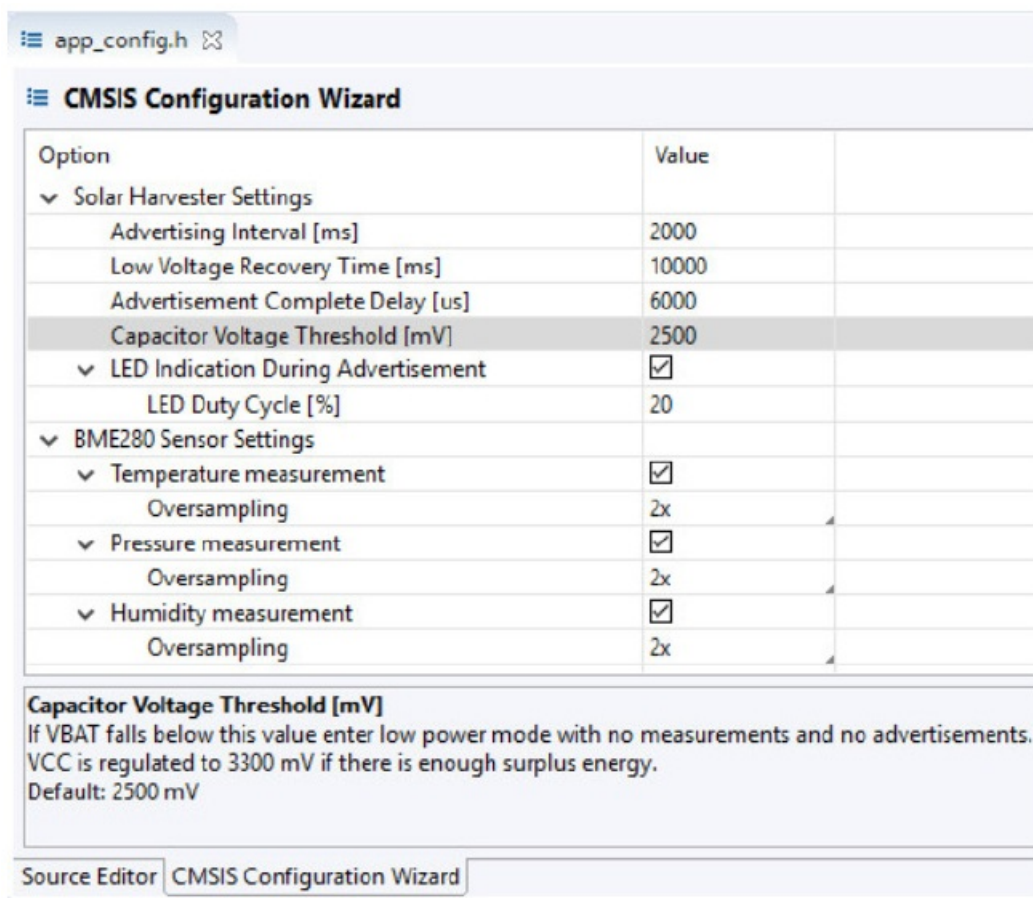 app_config.h
CMSIS Configuration Wizard
Option Value
Solar Harvester Settings
Advertising Interval [ms] 2000
Low Voltage Recovery Time [ms] 10000
Advertisement Complete Delay [us] 6000
Capacitor Voltage Threshold [mV] 2500
LED Indication During Advertisement
LED Duty Cycle [%] 20
BME280 Sensor Settings
Temperature measurement
Oversampling 2x
Pressure measurement
Oversampling 2x
Humidity measurement
Oversampling 2x
Capacitor Voltage Threshold [mV]
If VBAT falls below this value enter low power mode with no measurements and no advertisements.
VCC is regulated to 3300 mV if there is enough surplus energy.
Default: 2500 mV
Source Editor CMSIS Configuration Wizard